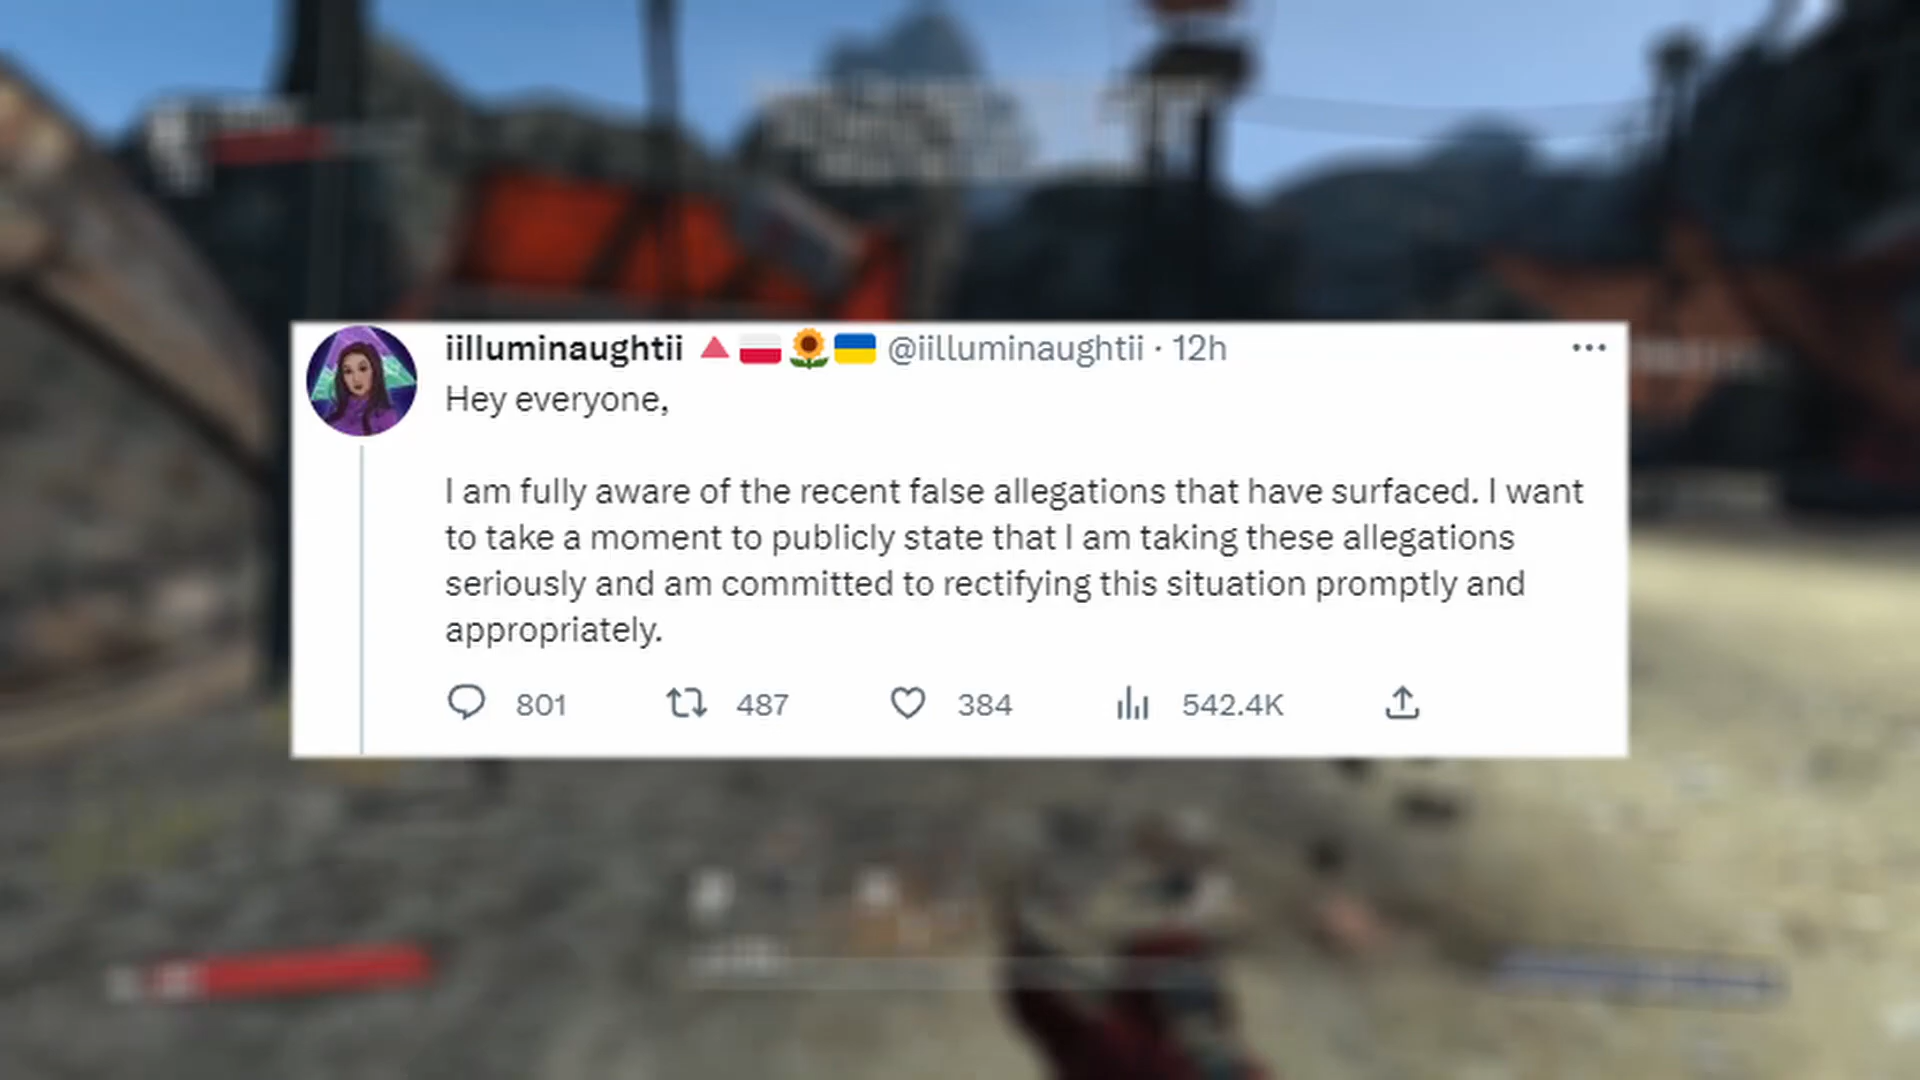 iilluminaughtii 🔺🇵🇱🌻🇺🇦 @iilluminaughtii · 12h
Hey everyone,
I am fully aware of the recent false allegations that have surfaced. I want
to take a moment to publicly state that I am taking these allegations
seriously and am committed to rectifying this situation promptly and
appropriately.
801 487 384 542.4K